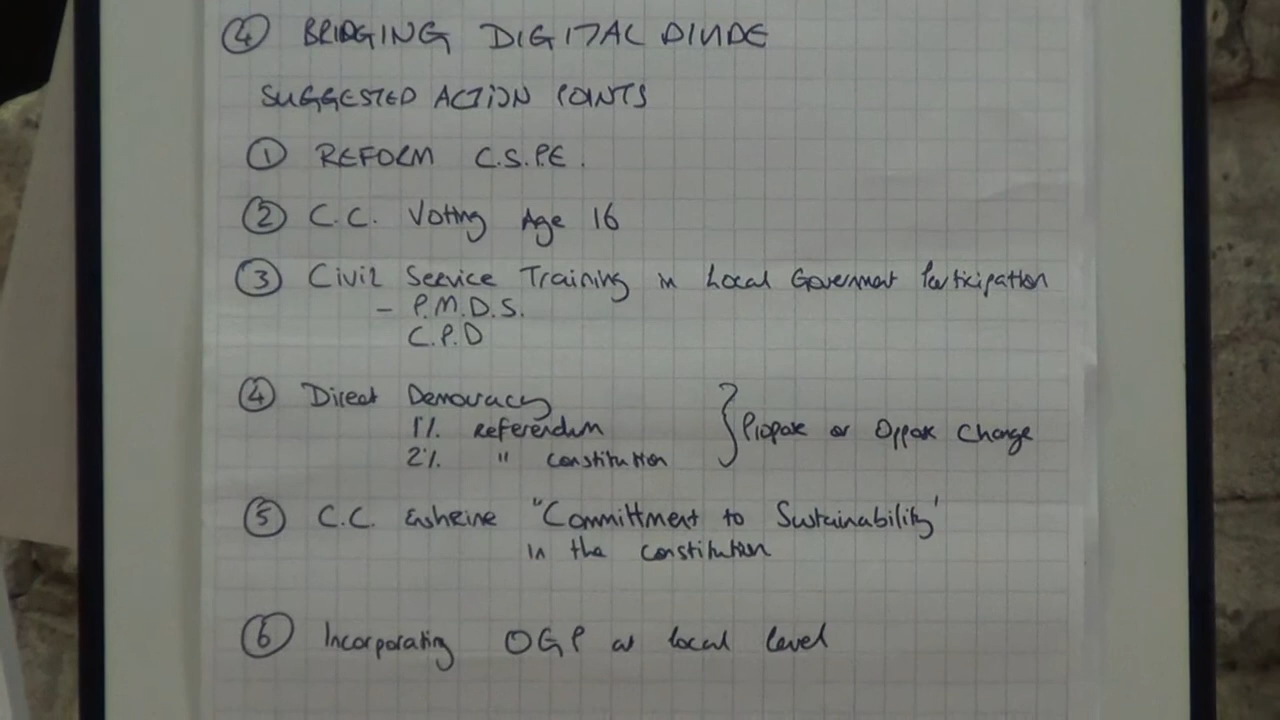 ④ BRIDGING DIGITAL DIVIDE
SUGGESTED ACTION POINTS
① REFORM C.S.P.E.
② C.C. Voting Age 16
③ Civil Service Training in Local Government Participation
– P.M.D.S.
C.P.D
④ Direct Democracy
1% referendum
2% " constitution } Propose or Oppose Change
⑤ C.C. Enshrine "Committment to Sustainability'
in the constitution
⑥ Incorporating OGP at local level